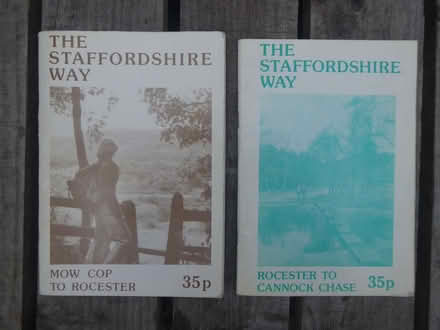 THE
STAFFORDSHIRE
WAY
MOW COP
TO ROCESTER 35p
THE
STAFFORDSHIRE
WAY
ROCESTER TO
CANNOCK CHASE 35p